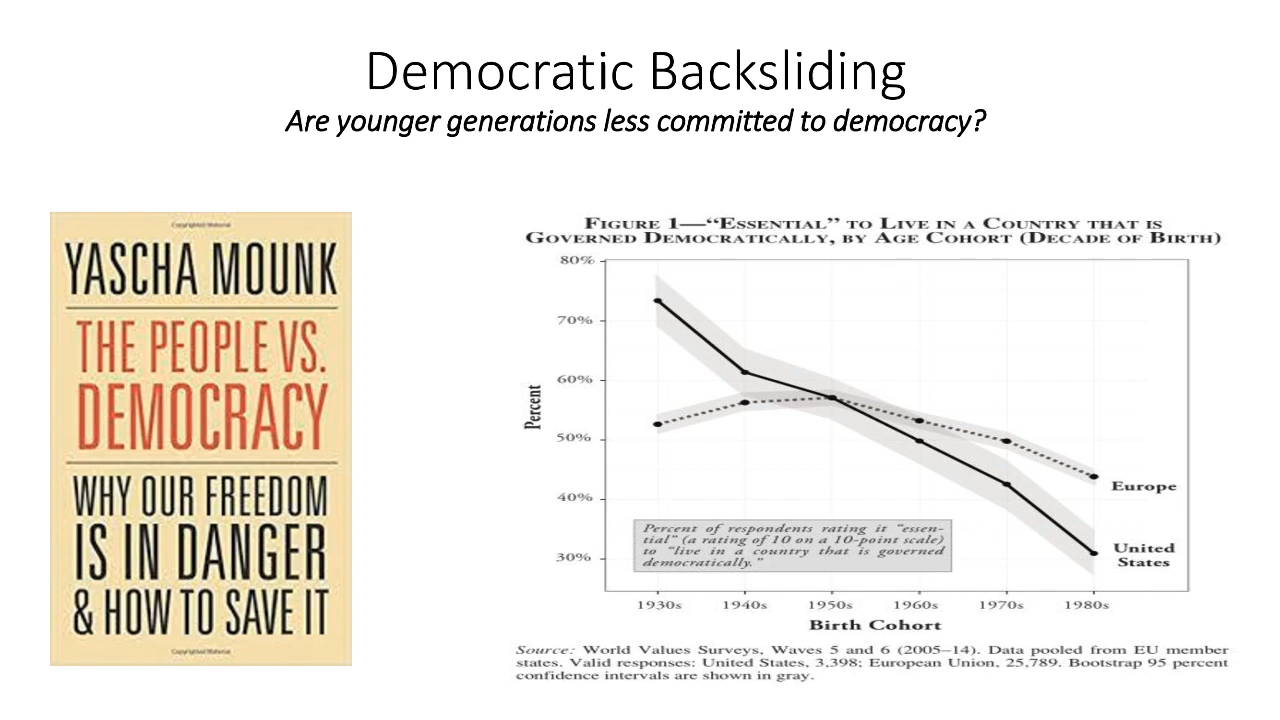 Democratic Backsliding
Are younger generations less committed to democracy?
Copyrighted Material
YASCHA MOUNK
THE PEOPLE VS.
DEMOCRACY
WHY OUR FREEDOM
IS IN DANGER
& HOW TO SAVE IT
Copyrighted Material
FIGURE 1—“ESSENTIAL” TO LIVE IN A COUNTRY THAT IS
GOVERNED DEMOCRATICALLY, BY AGE COHORT (DECADE OF BIRTH)
80%
70%
60%
50%
40%
30%
Percent
Europe
United
States
Percent of respondents rating it “essen-
tial” (a rating of 10 on a 10-point scale)
to “live in a country that is governed
democratically.”
1930s 1940s 1950s 1960s 1970s 1980s
Birth Cohort
Source: World Values Surveys, Waves 5 and 6 (2005–14). Data pooled from EU member
states. Valid responses: United States, 3,398; European Union, 25,789. Bootstrap 95 percent
confidence intervals are shown in gray.